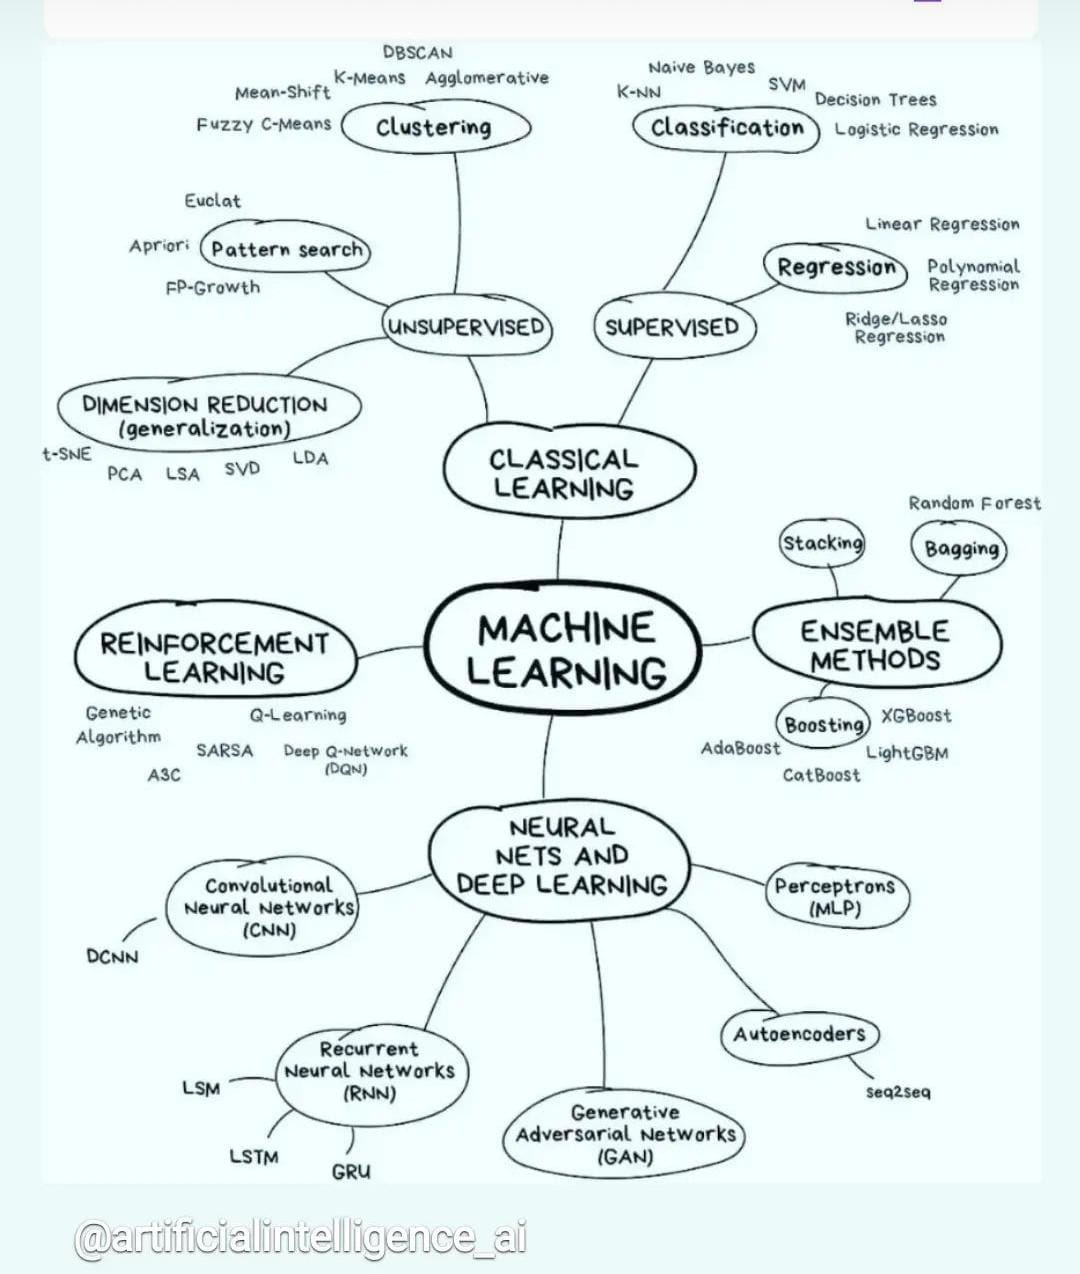 DBSCAN
K-Means
Agglomerative
Mean-Shift
Fuzzy C-Means
Clustering
Naive Bayes
K-NN
SVM
Decision Trees
Classification
Logistic Regression
Euclat
Apriori
Pattern search
FP-Growth
Linear Regression
Regression
Polynomial
Regression
Ridge/Lasso
Regression
UNSUPERVISED
SUPERVISED
DIMENSION REDUCTION
(generalization)
t-SNE
PCA
LSA
SVD
LDA
CLASSICAL
LEARNING
Random Forest
Stacking
Bagging
REINFORCEMENT
LEARNING
MACHINE
LEARNING
ENSEMBLE
METHODS
Genetic
Algorithm
Q-Learning
SARSA
Deep Q-Network
(DQN)
A3C
Boosting
XGBoost
AdaBoost
LightGBM
CatBoost
NEURAL
NETS AND
DEEP LEARNING
Convolutional
Neural Networks
(CNN)
DCNN
Perceptrons
(MLP)
Autoencoders
seq2seq
Recurrent
Neural Networks
(RNN)
LSM
LSTM
GRU
Generative
Adversarial Networks
(GAN)
@artificialintelligence_ai